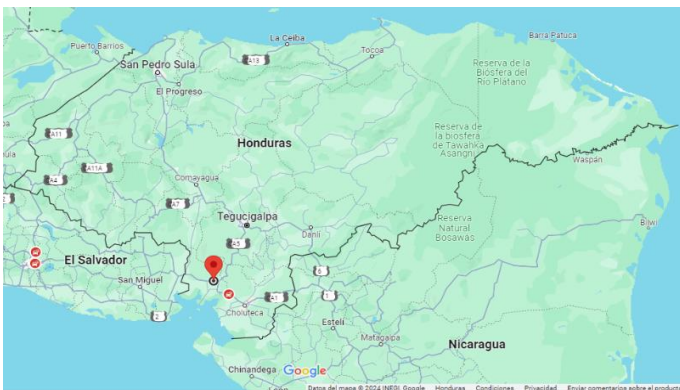 Puerto Barrios
San Pedro Sula
El Progreso
La Ceiba
A13
Tocoa
Barra Patuca
Reserva de la
Biósfera del
Río Plátano
A11
Honduras
Reserva de
la biosfera
de Tawahka
Asangni
Waspán
A4
A11A
Comayagua
A7
Tegucigalpa
Danlí
A5
Reserva
Natural
Bosawás
Bilwi
El Salvador
San Miguel
6
A1
1
Choluteca
2
Estelí
Matagalpa
Nicaragua
Chinandega
Google
Datos del mapa © 2024 INEGI, Google Honduras Condiciones Privacidad Enviar comentarios sobre el producto